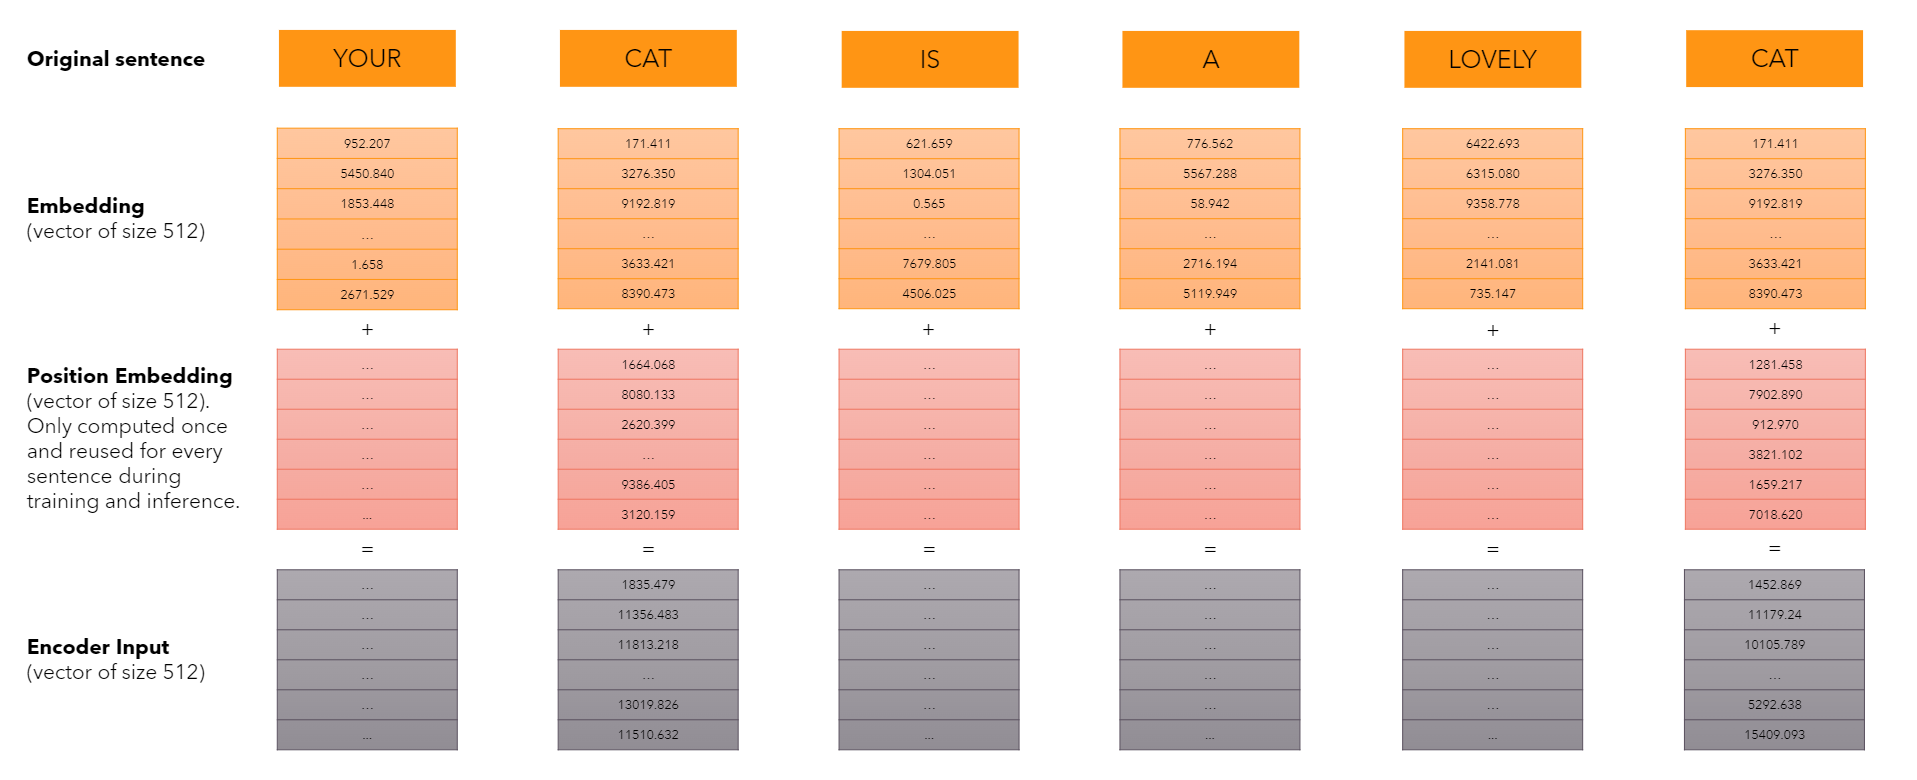 Original sentence YOUR CAT IS A LOVELY CAT
952.207 171.411 621.659 776.562 6422.693 171.411
5450.840 3276.350 1304.051 5567.288 6315.080 3276.350
Embedding 1853.448 9192.819 0.565 58.942 9358.778 9192.819
(vector of size 512) ... ... ... ... ... ...
1.658 3633.421 7679.805 2716.194 2141.081 3633.421
2671.529 8390.473 4506.025 5119.949 735.147 8390.473
+ + + + + +
... 1664.068 ... ... ... 1281.458
Position Embedding ... 8080.133 ... ... ... 7902.890
(vector of size 512).
Only computed once ... 2620.399 ... ... ... 912.970
and reused for every ... ... ... ... ... 3821.102
sentence during ... 9386.405 ... ... ... 1659.217
training and inference. ... 3120.159 ... ... ... 7018.620
= = = = = =
... 1835.479 ... ... ... 1452.869
... 11356.483 ... ... ... 11179.24
Encoder Input ... 11813.218 ... ... ... 10105.789
(vector of size 512) ... ... ... ... ... ...
... 13019.826 ... ... ... 5292.638
... 11510.632 ... ... ... 15409.093